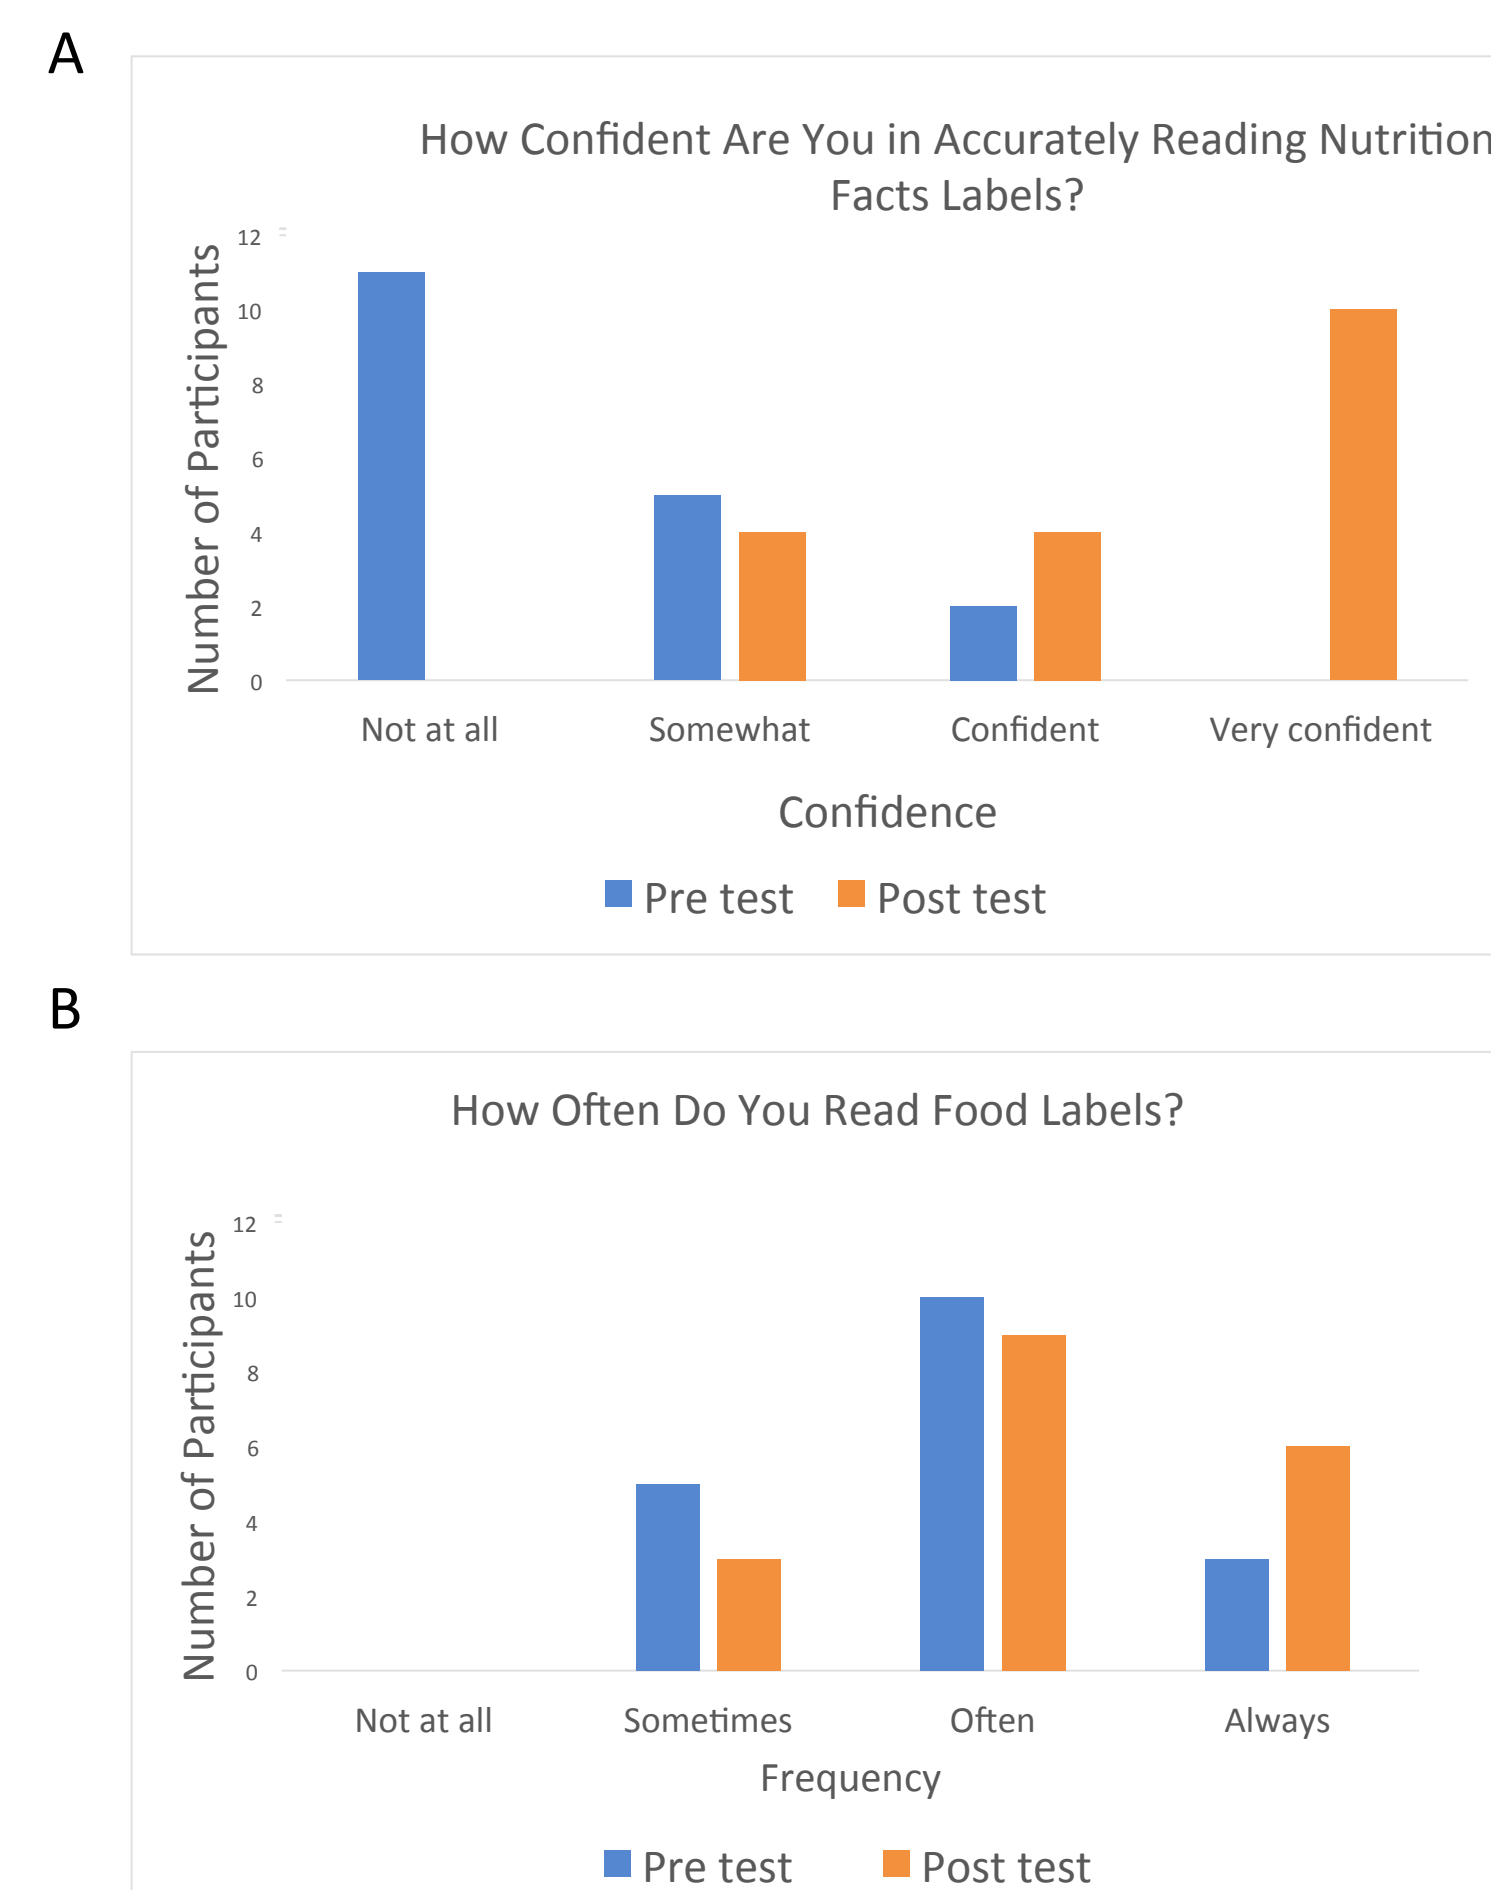 A
How Confident Are You in Accurately Reading Nutrition
Facts Labels?
Number of Participants
12
10
8
6
4
2
0
Not at all Somewhat Confident Very confident
Confidence
Pre test Post test
B
How Often Do You Read Food Labels?
Number of Participants
12
10
8
6
4
2
0
Not at all Sometimes Often Always
Frequency
Pre test Post test